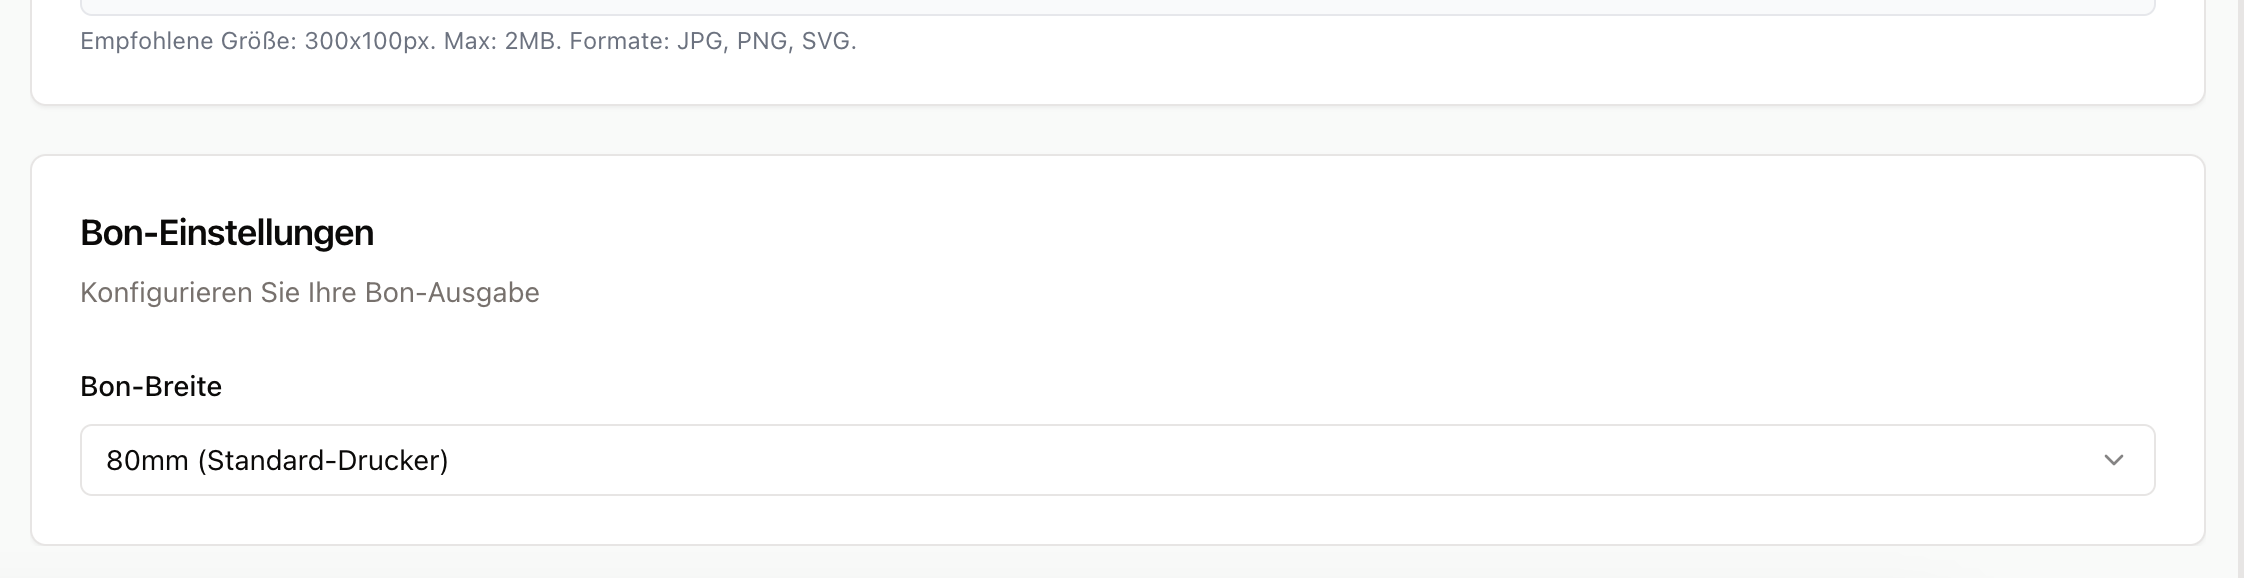 Empfohlene Größe: 300x100px. Max: 2MB. Formate: JPG, PNG, SVG.
Bon-Einstellungen
Konfigurieren Sie Ihre Bon-Ausgabe
Bon-Breite
80mm (Standard-Drucker)